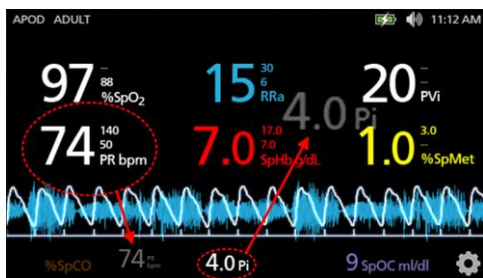 APOD ADULT 11:12 AM
97 -- 88 %SpO₂ 15 30 6 RRa 20 -- -- PVi
4.0 Pi
74 140 50 PR bpm 7.0 17.0 7.0 SpHb g/dL 1.0 3.0 -- %SpMet
%SpCO 74 PR bpm 4.0 Pi 9 SpOC ml/dl